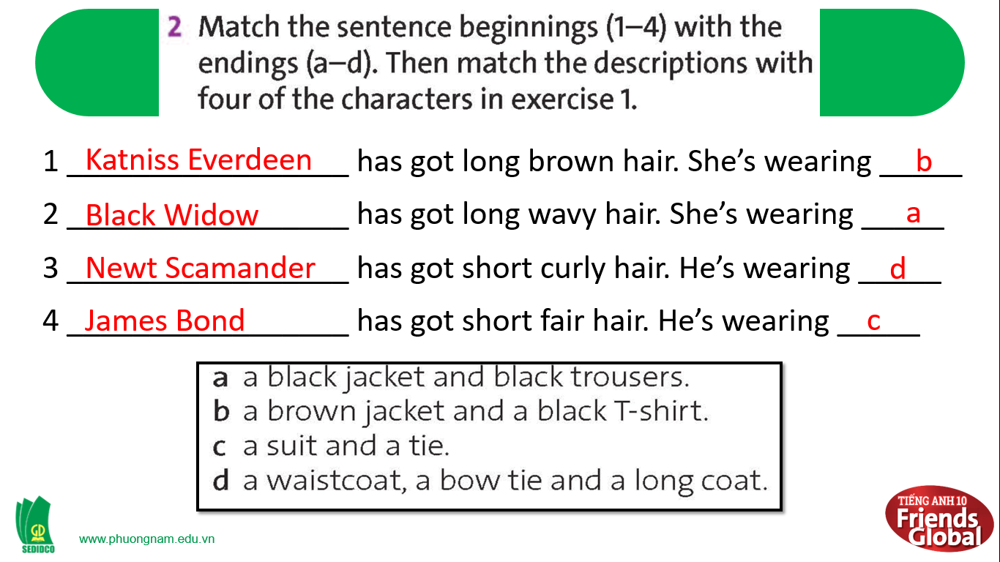 2 Match the sentence beginnings (1–4) with the
endings (a–d). Then match the descriptions with
four of the characters in exercise 1.
1 Katniss Everdeen has got long brown hair. She’s wearing b
2 Black Widow has got long wavy hair. She’s wearing a
3 Newt Scamander has got short curly hair. He’s wearing d
4 James Bond has got short fair hair. He’s wearing c
a a black jacket and black trousers.
b a brown jacket and a black T-shirt.
c a suit and a tie.
d a waistcoat, a bow tie and a long coat.
GD
SEDIDCO
www.phuongnam.edu.vn
TIẾNG ANH 10
Friends
Global